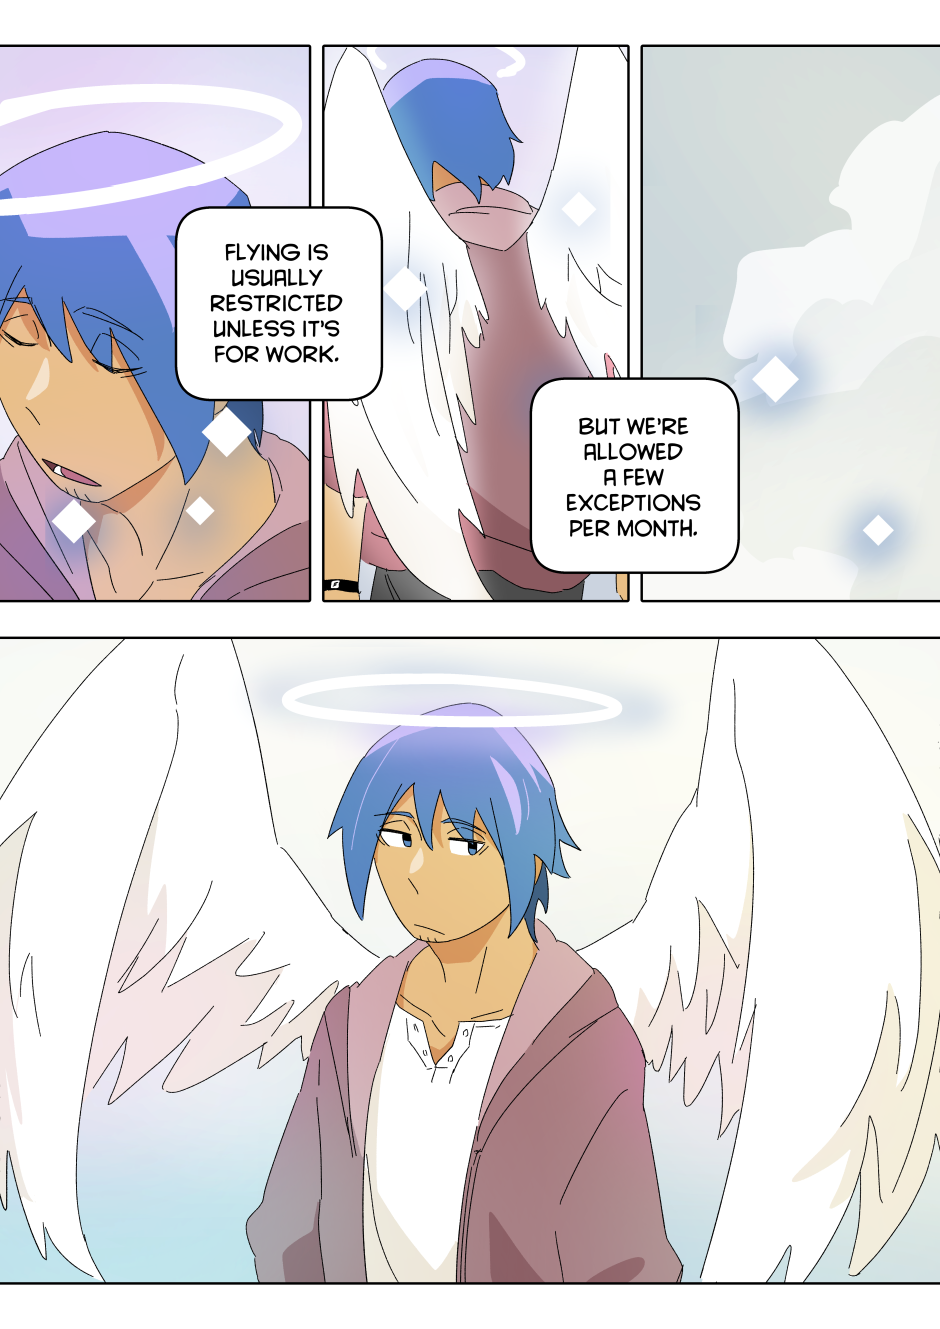 FLYING IS
USUALLY
RESTRICTED
UNLESS IT'S
FOR WORK.
BUT WE'RE
ALLOWED
A FEW
EXCEPTIONS
PER MONTH.